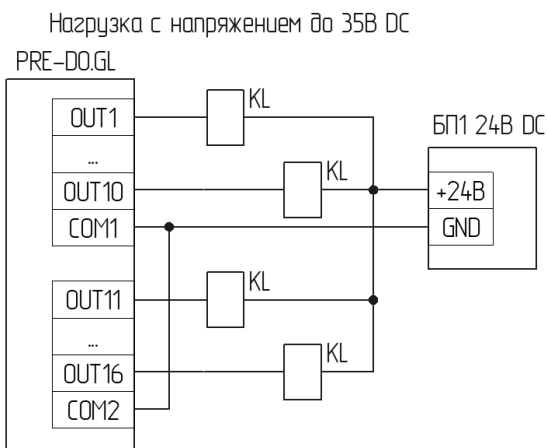 Нагрузка с напряжением до 35В DC
PRE-DO.GL
OUT1
KL
...
OUT10
KL
COM1
БП1 24В DC
+24В
GND
OUT11
KL
...
OUT16
KL
COM2